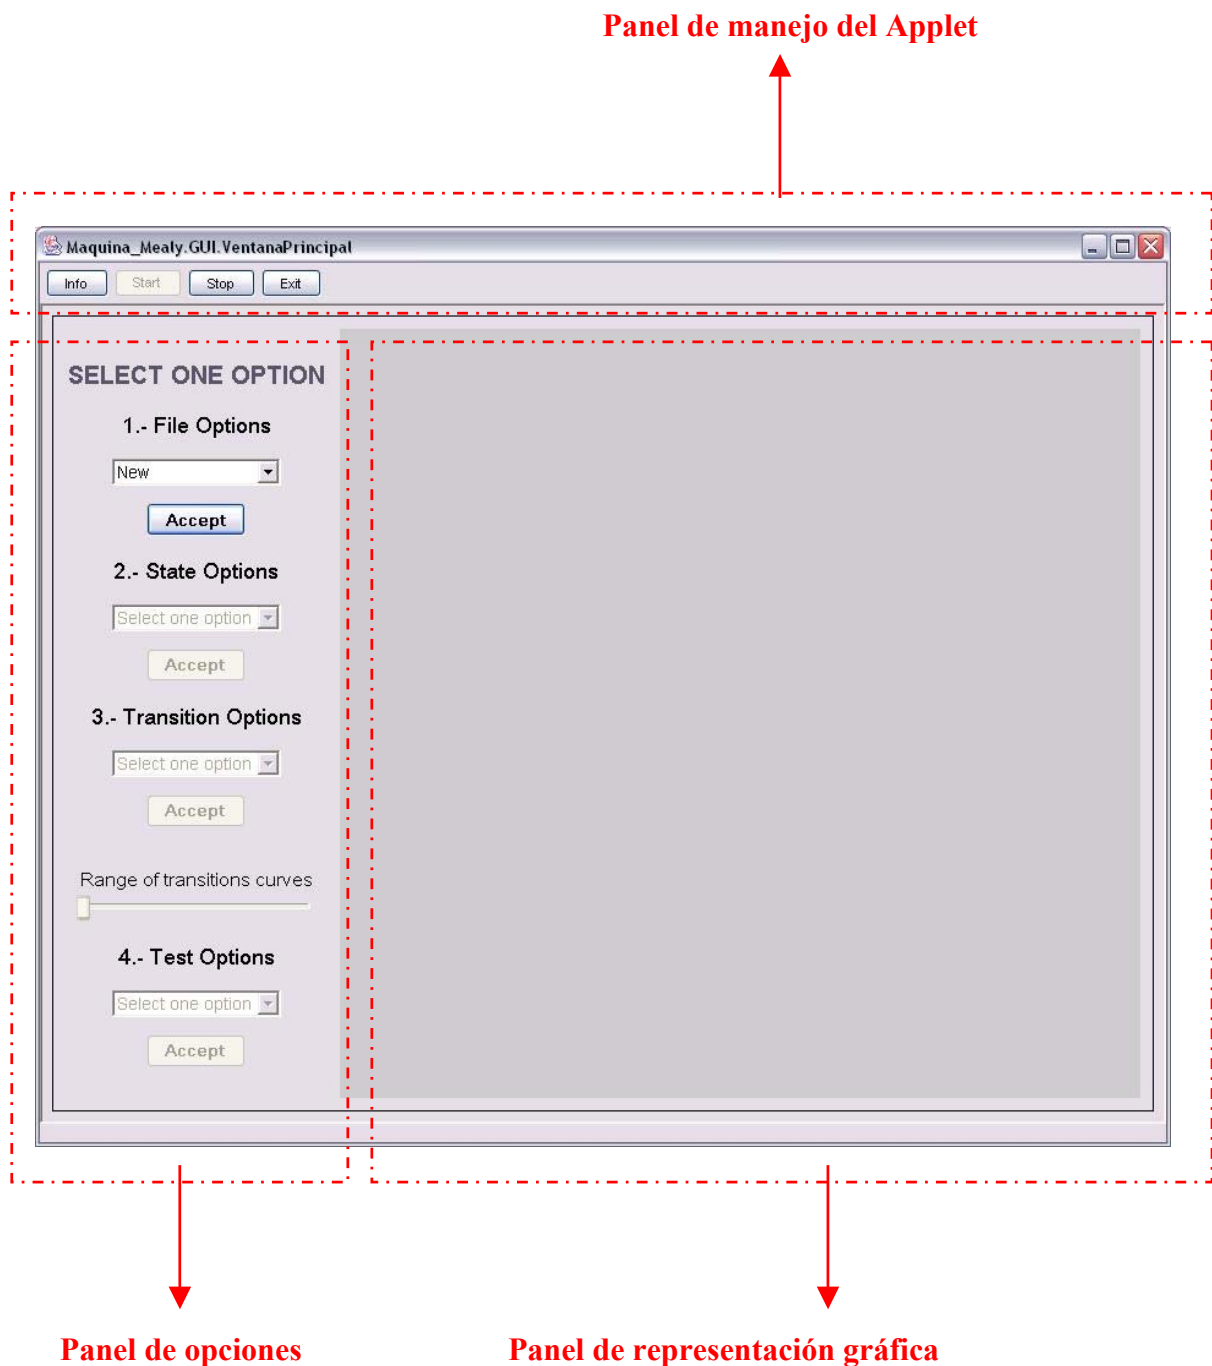 Panel de manejo del Applet
Maquina_Mealy.GUI.VentanaPrincipal
Info Start Stop Exit
SELECT ONE OPTION
1.- File Options
New
Accept
2.- State Options
Select one option
Accept
3.- Transition Options
Select one option
Accept
Range of transitions curves
4.- Test Options
Select one option
Accept
Panel de opciones
Panel de representación gráfica